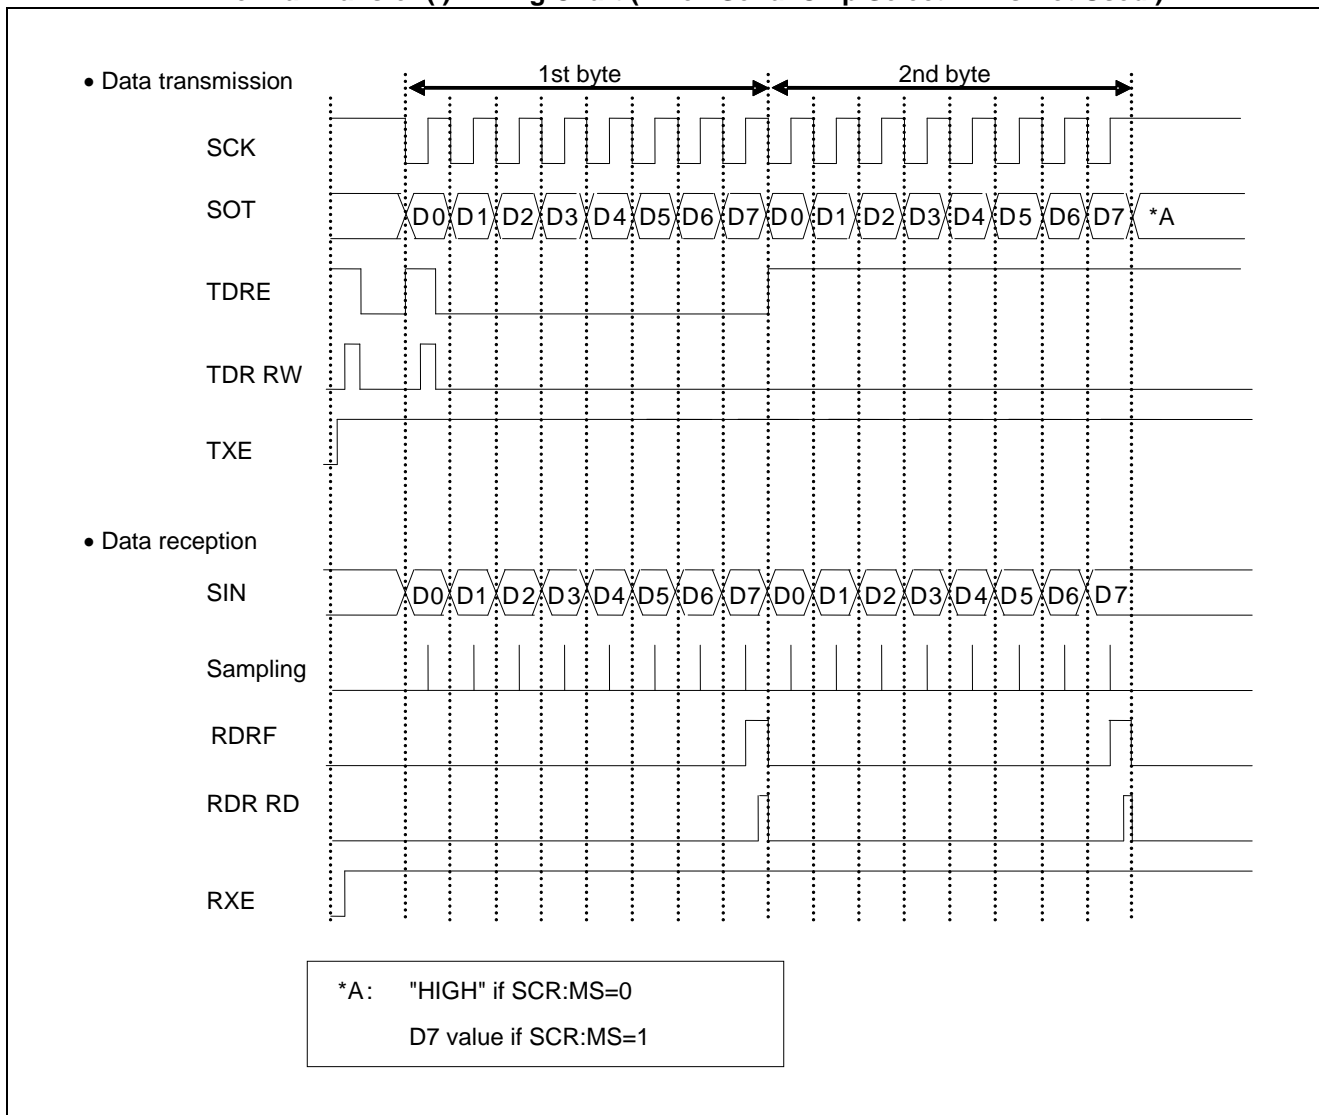 • Data transmission
1st byte 2nd byte
SCK
SOT D0 D1 D2 D3 D4 D5 D6 D7 D0 D1 D2 D3 D4 D5 D6 D7 *A
TDRE
TDR RW
TXE
• Data reception
SIN D0 D1 D2 D3 D4 D5 D6 D7 D0 D1 D2 D3 D4 D5 D6 D7
Sampling
RDRF
RDR RD
RXE
*A: "HIGH" if SCR:MS=0
D7 value if SCR:MS=1